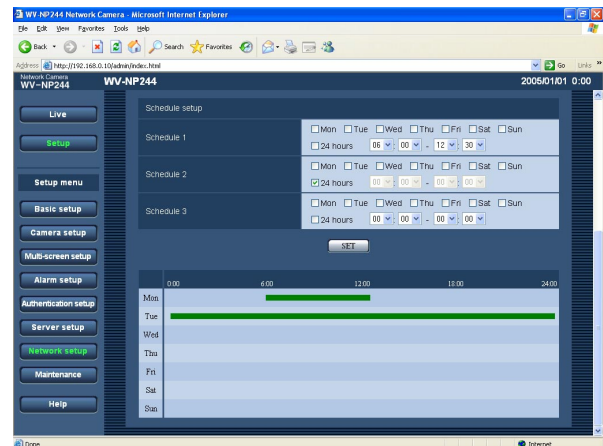 WV-NP244 Network Camera - Microsoft Internet Explorer
File Edit View Favorites Tools Help
Back Search Favorites
Address http://192.168.0.10/admin/index.html Go Links
Network Camera
WV-NP244
WV-NP244
2005/01/01 0:00
Live
Setup
Setup menu
Basic setup
Camera setup
Multi-screen setup
Alarm setup
Authentication setup
Server setup
Network setup
Maintenance
Help
Schedule setup
Schedule 1
Mon Tue Wed Thu Fri Sat Sun
24 hours 06 : 00 - 12 : 30
Schedule 2
Mon Tue Wed Thu Fri Sat Sun
24 hours 00 : 00 - 00 : 00
Schedule 3
Mon Tue Wed Thu Fri Sat Sun
24 hours 00 : 00 - 00 : 00
SET
0:00 6:00 12:00 18:00 24:00
Mon
Tue
Wed
Thu
Fri
Sat
Sun
Done Internet